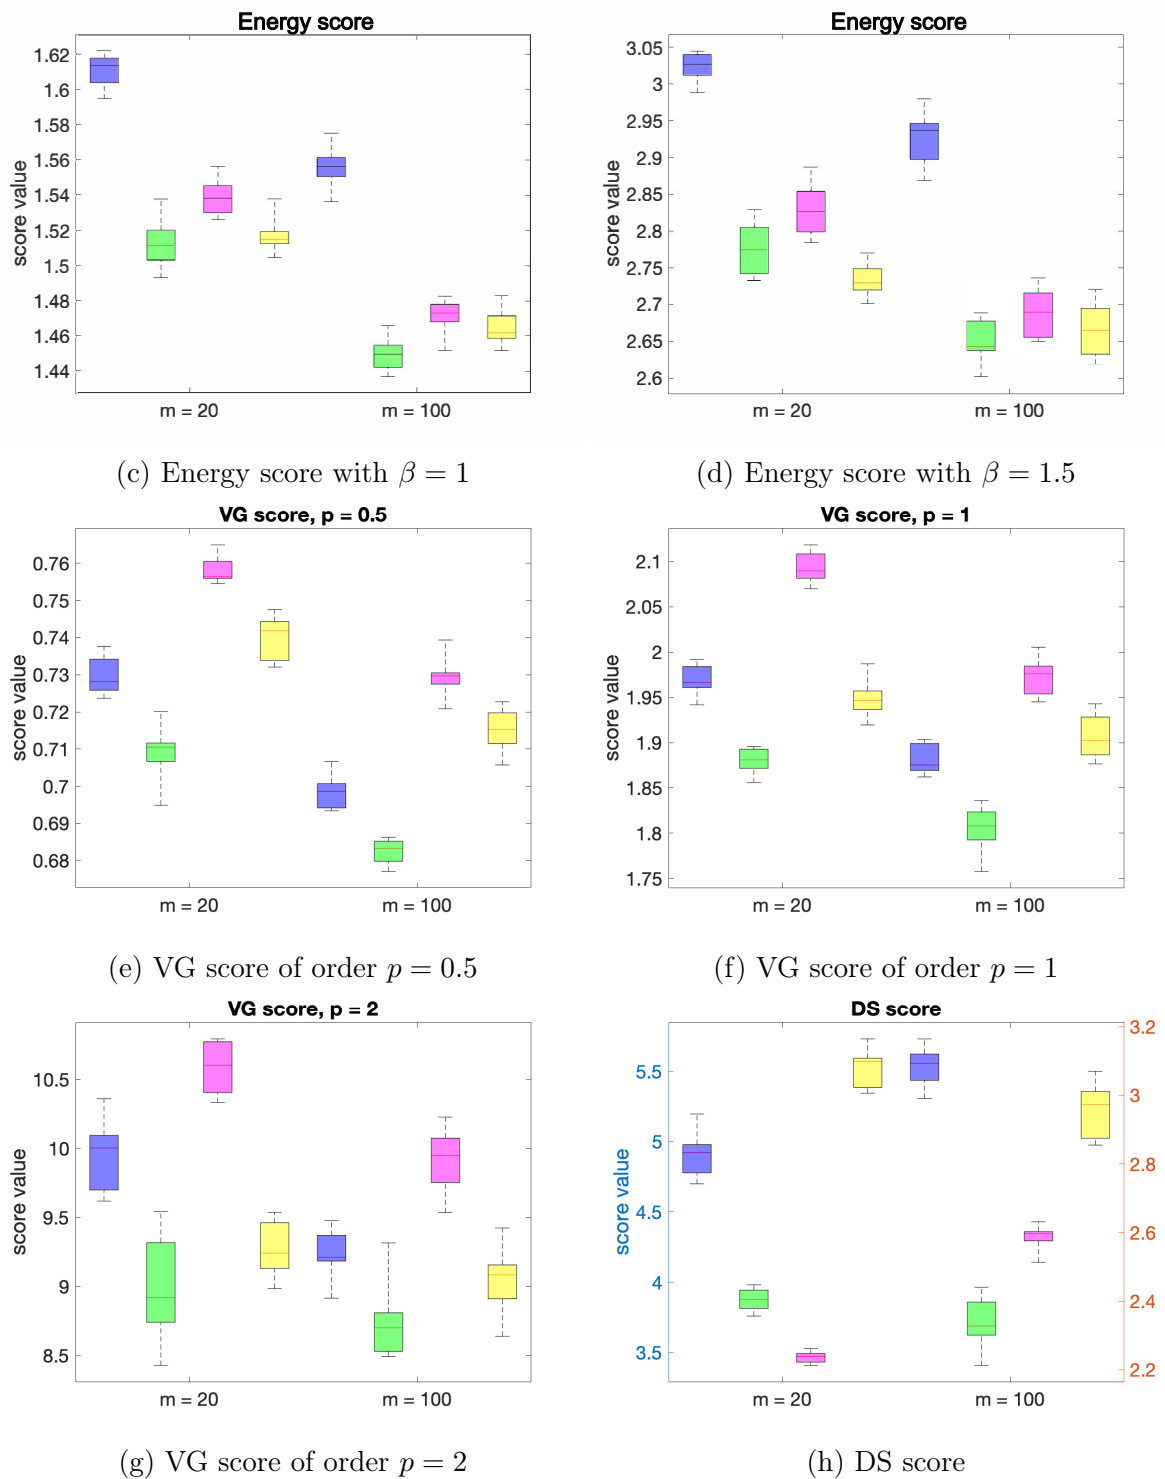 Energy score
1.62
1.6
1.58
1.56
1.54
1.52
1.5
1.48
1.46
1.44
score value
m = 20
m = 100
(c) Energy score with β = 1
Energy score
3.05
3
2.95
2.9
2.85
2.8
2.75
2.7
2.65
2.6
score value
m = 20
m = 100
(d) Energy score with β = 1.5
VG score, p = 0.5
0.76
0.75
0.74
0.73
0.72
0.71
0.7
0.69
0.68
score value
m = 20
m = 100
(e) VG score of order p = 0.5
VG score, p = 1
2.1
2.05
2
1.95
1.9
1.85
1.8
1.75
score value
m = 20
m = 100
(f) VG score of order p = 1
VG score, p = 2
10.5
10
9.5
9
8.5
score value
m = 20
m = 100
(g) VG score of order p = 2
DS score
5.5
5
4.5
4
3.5
score value
3.2
3
2.8
2.6
2.4
2.2
m = 20
m = 100
(h) DS score